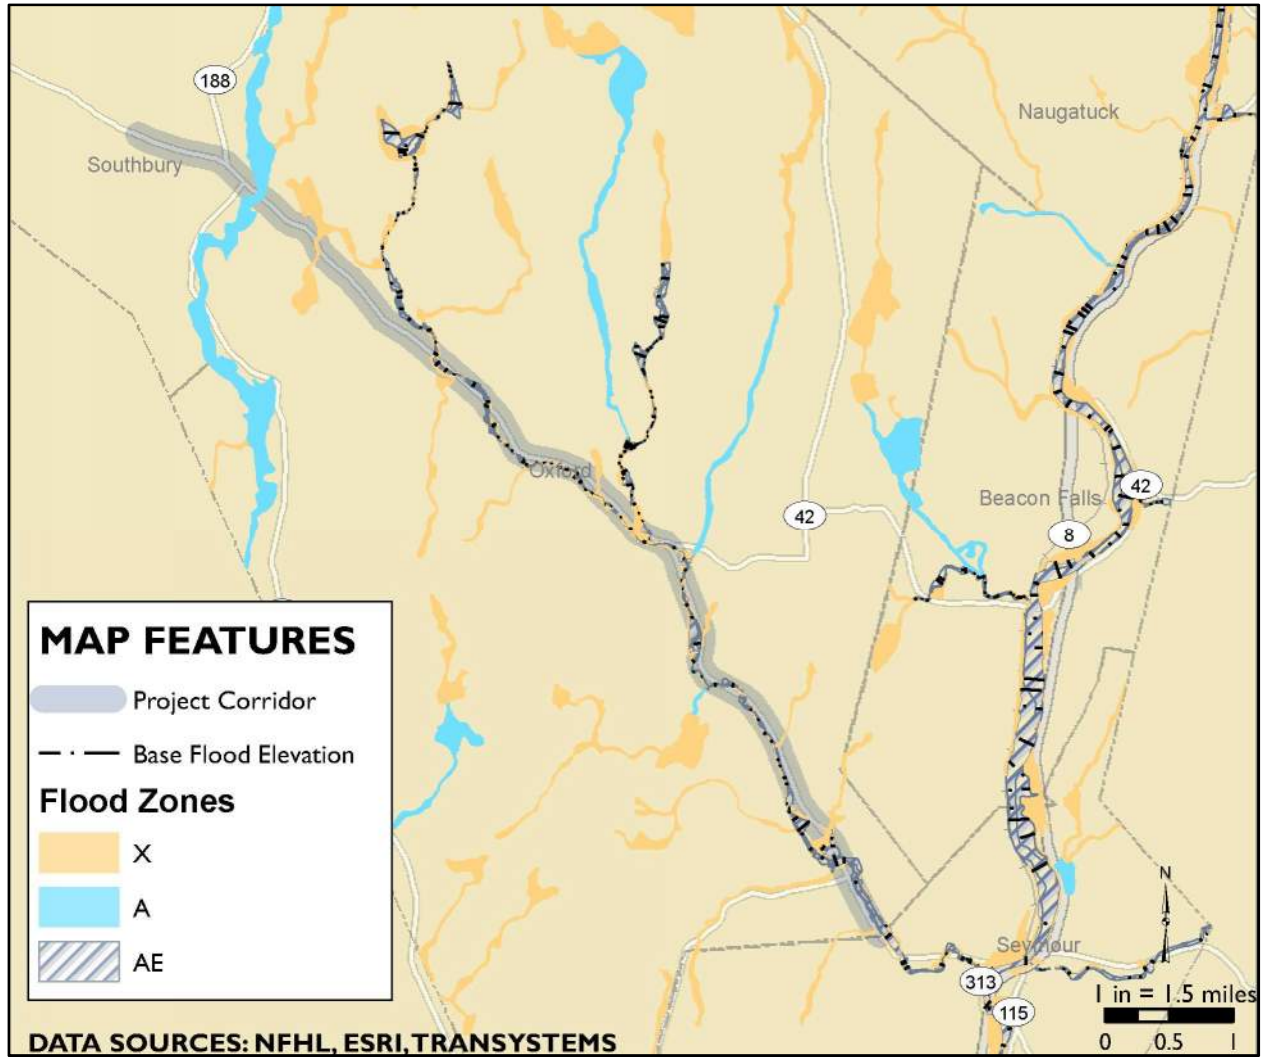 188
Naugatuck
Southbury
Oxford
42
Beacon Falls
42
8
MAP FEATURES
Project Corridor
Base Flood Elevation
Flood Zones
X
A
AE
N
Seymour
313
115
1 in = 1.5 miles
0 0.5 1
DATA SOURCES: NFHL, ESRI, TRANSYSTEMS